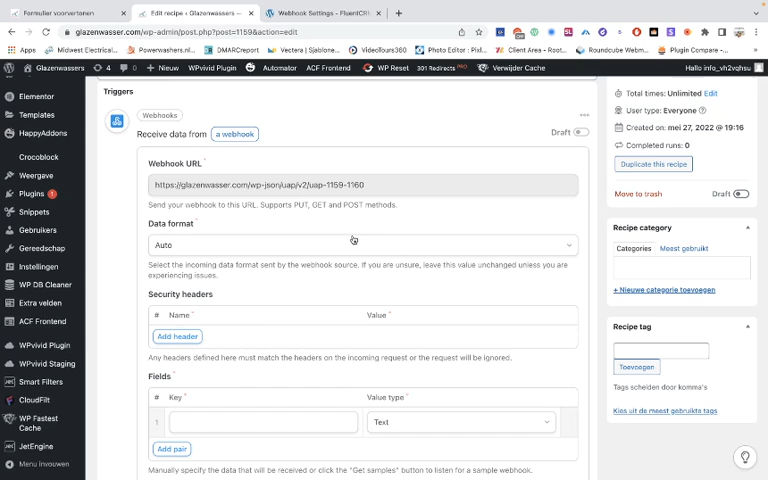 Formulier voorvertonen
Edit recipe ‹ Glazenwassers —
Webhook Settings - FluentCRM
glazenwasser.com/wp-admin/post.php?post=1159&action=edit
Apps
Midwest Electrical...
Powerwashers.nl...
DMARCreport
Vectera | Sjablone...
VideoTours360
Photo Editor : Pixl...
Client Area - Root...
Roundcube Webm...
Plugin Compare -...
Glazenwassers
4
0
Nieuw
Automator
ACF Frontend
WPvivid Plugin
WP Reset
301 Redirects PRO
Verwijder Cache
Hallo info_vh2vqhsu
Elementor
Templates
HappyAddons
Crocoblock
Weergave
Plugins 1
Snippets
Gebruikers
Gereedschap
Instellingen
WP DB Cleaner
Extra velden
ACF Frontend
WPvivid Plugin
WPvivid Staging
Smart Filters
CloudFilt
WP Fastest
Cache
JetEngine
Menu invouwen
Triggers
Webhooks
Receive data from a webhook
Draft
Webhook URL *
https://glazenwasser.com/wp-json/uap/v2/uap-1159-1160
Send your webhook to this URL. Supports PUT, GET and POST methods.
Data format *
Auto
Select the incoming data format sent by the webhook source. If you are unsure, leave this value unchanged unless you are
experiencing issues.
Security headers
# Name * Value *
Add header
Any headers defined here must match the headers on the incoming request or the request will be ignored.
Fields *
# Key * Value type *
1 Text
Add pair
Manually specify the data that will be received or click the "Get samples" button to listen for a sample webhook.
Total times: Unlimited Edit
User type: Everyone
Created on: mei 27, 2022 @ 19:16
Completed runs: 0
Duplicate this recipe
Move to trash
Draft
Recipe category
Categories
Meest gebruikt
+ Nieuwe categorie toevoegen
Recipe tag
Toevoegen
Tags scheiden door komma's
Kies uit de meest gebruikte tags